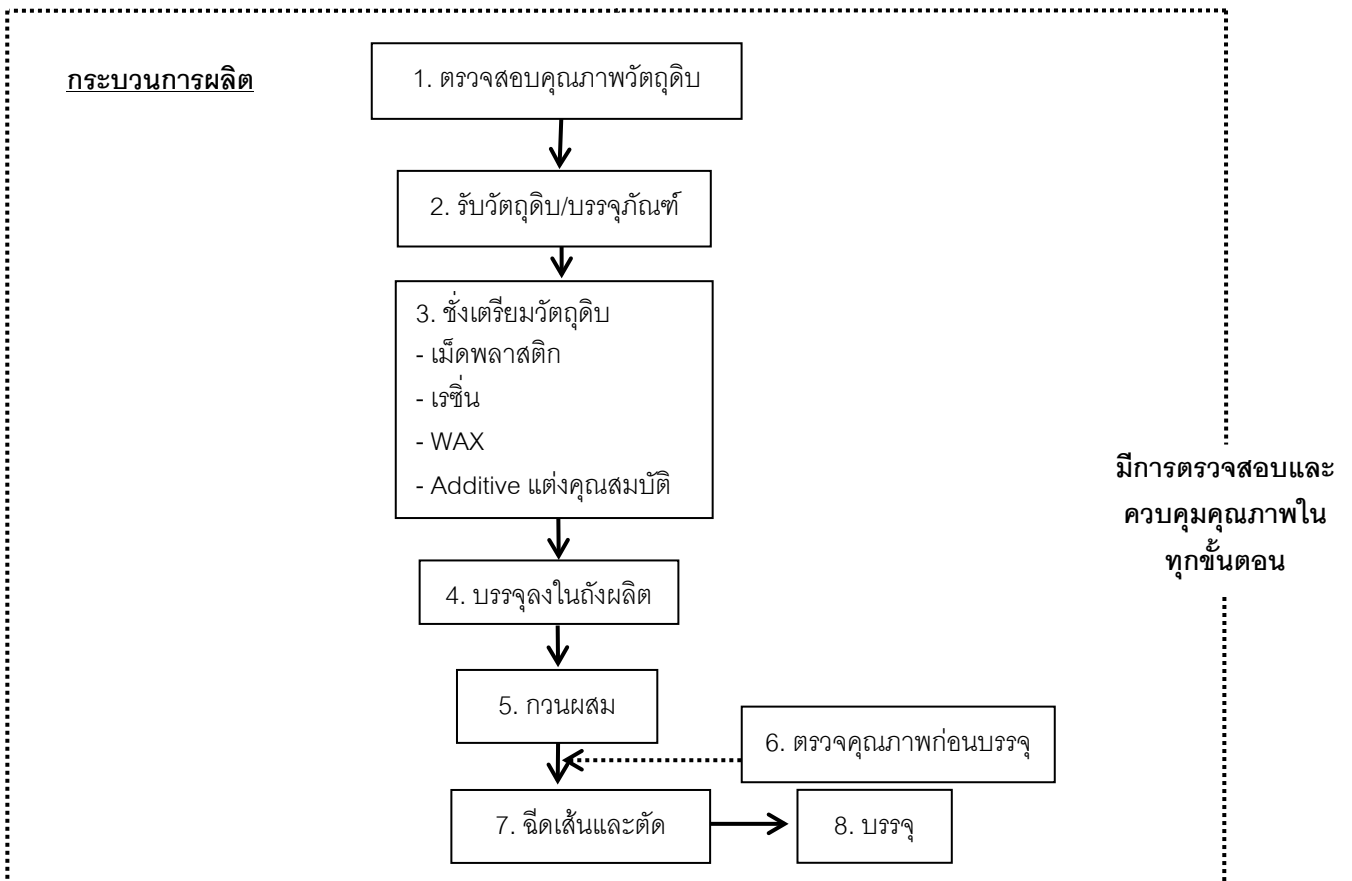 กระบวนการผลิต
1. ตรวจสอบคุณภาพวัตถุดิบ
2. รับวัตถุดิบ/บรรจุภัณฑ์
3. ชั่งเตรียมวัตถุดิบ
- เม็ดพลาสติก
- เรซิ่น
- WAX
- Additive แต่งคุณสมบัติ
มีการตรวจสอบและ
ควบคุมคุณภาพใน
ทุกขั้นตอน
4. บรรจุลงในถังผลิต
5. กวนผสม
6. ตรวจคุณภาพก่อนบรรจุ
7. ฉีดเส้นและตัด
8. บรรจุ